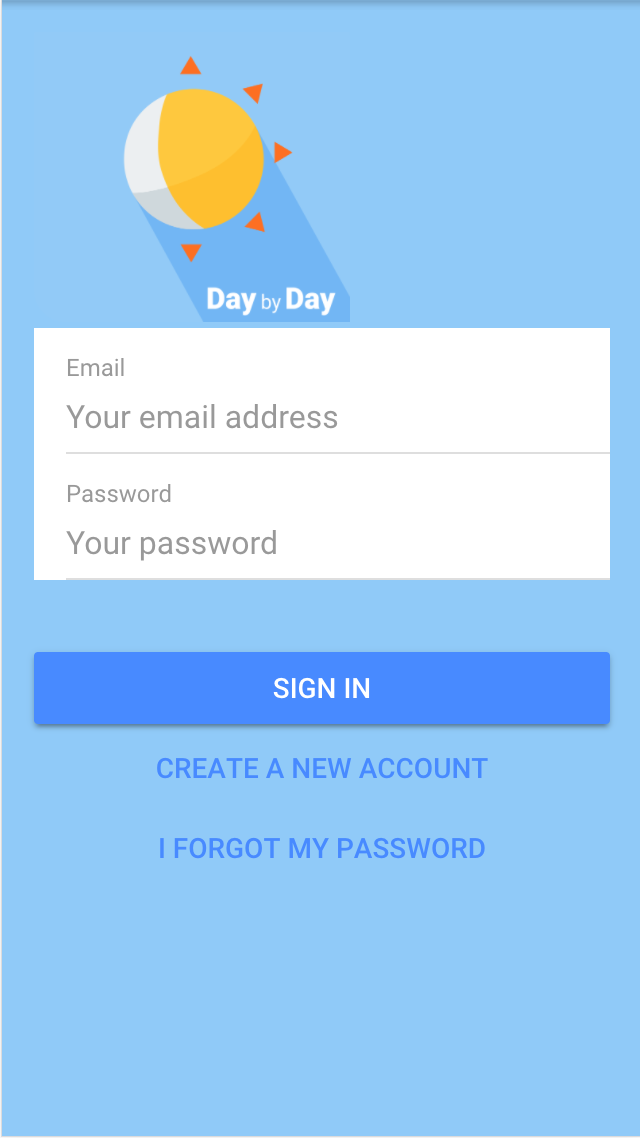 Day by Day
Email
Your email address
Password
Your password
SIGN IN
CREATE A NEW ACCOUNT
I FORGOT MY PASSWORD